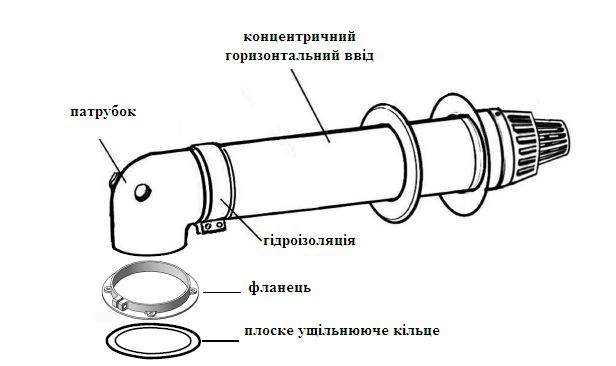 концентричний
горизонтальний ввід
патрубок
гідроізоляція
фланець
плоске ущільнююче кільце